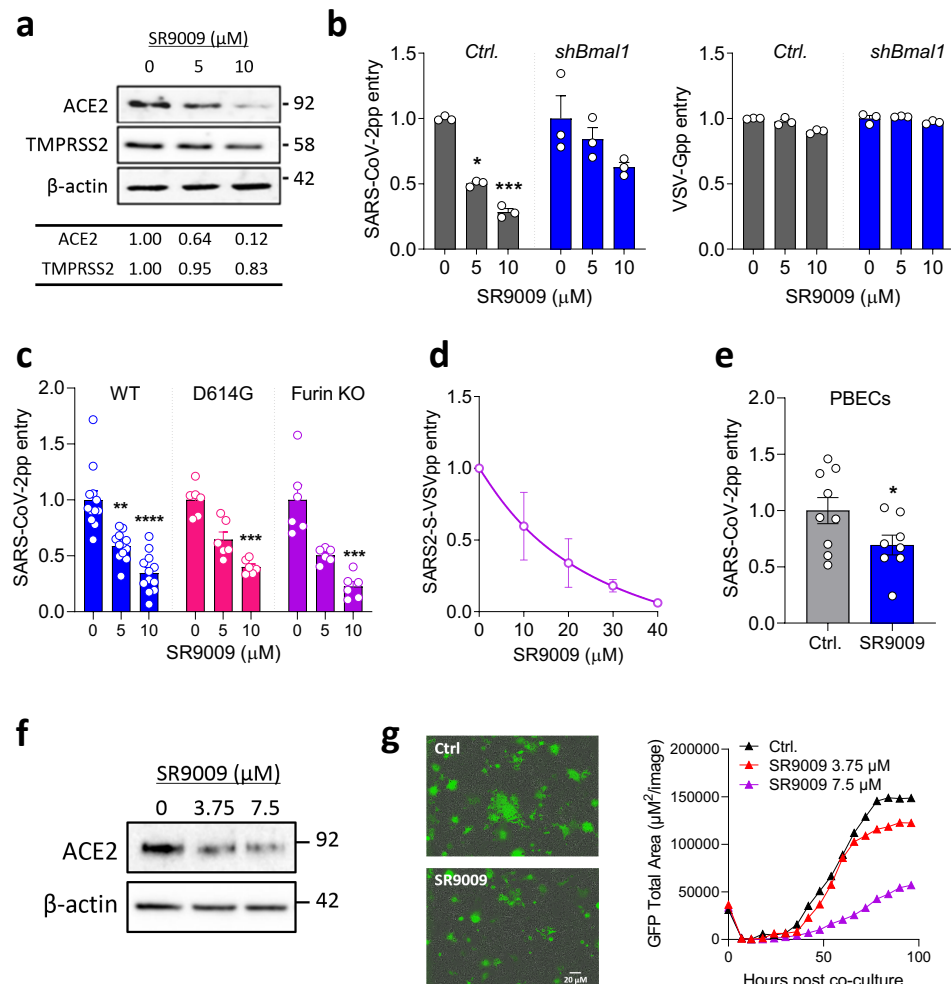 a
SR9009 (μM)
0 5 10
ACE2 - 92
TMPRSS2 - 58
β-actin - 42
ACE2 1.00 0.64 0.12
TMPRSS2 1.00 0.95 0.83
b
Ctrl. shBmal1
SARS-CoV-2pp entry
1.5
1.0
0.5
0.0
* ***
0 5 10 0 5 10
SR9009 (μM)
Ctrl. shBmal1
VSV-Gpp entry
1.5
1.0
0.5
0.0
0 5 10 0 5 10
SR9009 (μM)
c
WT D614G Furin KO
SARS-CoV-2pp entry
2.0
1.5
1.0
0.5
0.0
** **** *** ***
0 5 10 0 5 10 0 5 10
SR9009 (μM)
d
SARS2-S-VSVpp entry
1.5
1.0
0.5
0.0
0 10 20 30 40
SR9009 (μM)
e
PBECs
SARS-CoV-2pp entry
2.0
1.5
1.0
0.5
0.0
*
Ctrl. SR9009
f
SR9009 (μM)
0 3.75 7.5
ACE2 92
β-actin 42
g
Ctrl
SR9009
20 μM
Ctrl.
SR9009 3.75 μM
SR9009 7.5 μM
GFP Total Area (μM²/image)
200000
150000
100000
50000
0
0 50 100
Hours post co-culture